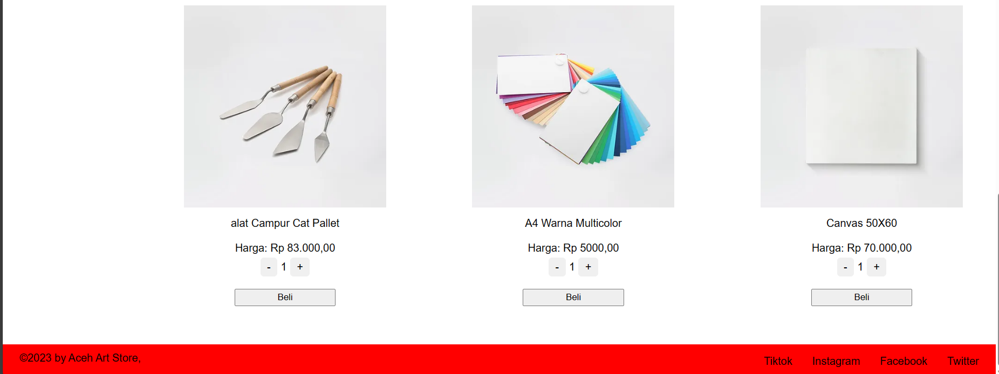 alat Campur Cat Pallet
Harga: Rp 83.000,00
- 1 +
Beli
A4 Warna Multicolor
Harga: Rp 5000,00
- 1 +
Beli
Canvas 50X60
Harga: Rp 70.000,00
- 1 +
Beli
©2023 by Aceh Art Store,
Tiktok Instagram Facebook Twitter